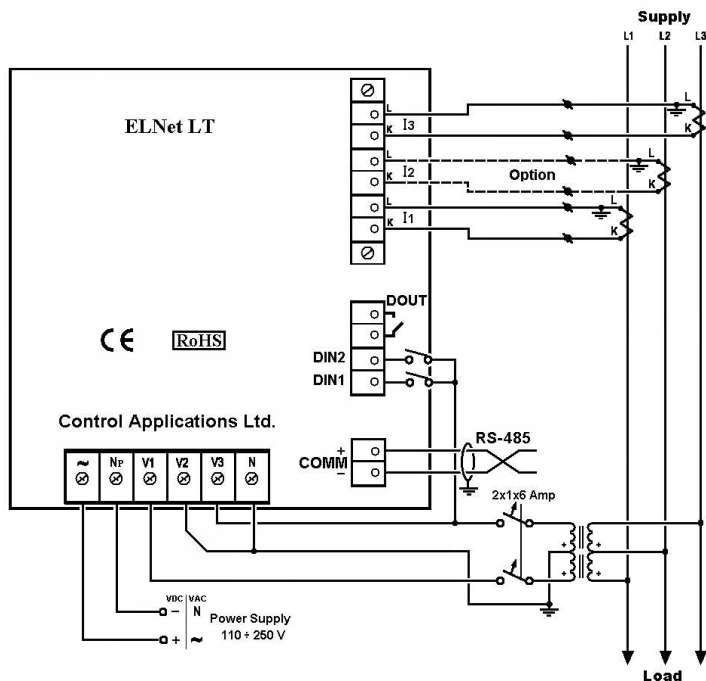 Supply
L1 L2 L3
ELNet LT
L
I3
K
L
K
L
I2
K
Option
L
K
L
I1
K
L
K
DOUT
CE
RoHS
DIN2
DIN1
Control Applications Ltd.
~ NP V1 V2 V3 N
+
COMM
−
RS-485
2x1x6 Amp
+ +
+ +
VDC VAC
− N
+ ~
Power Supply
110 ÷ 250 V
Load